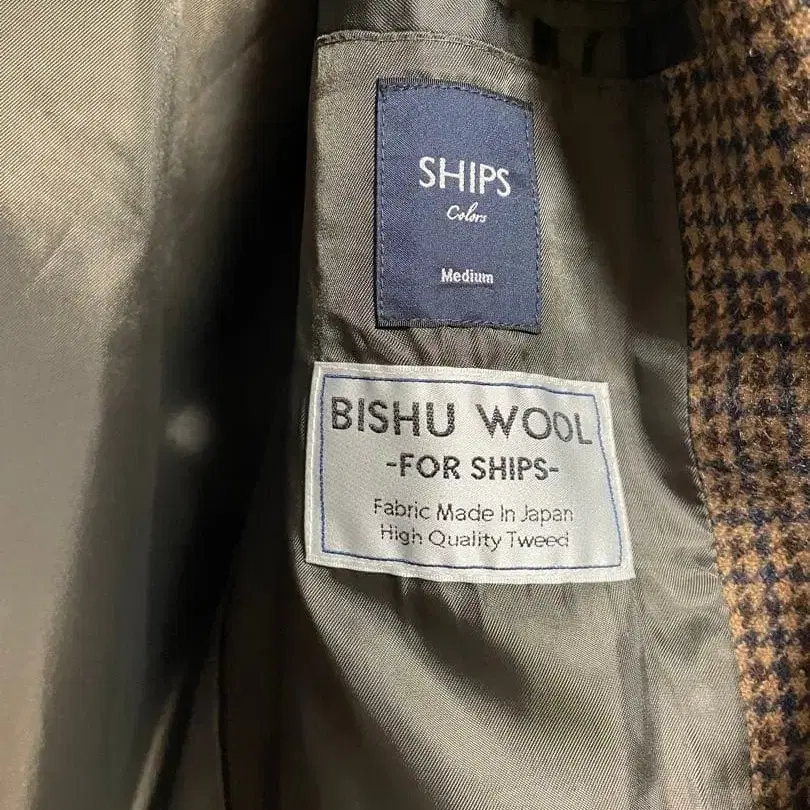 SHIPS
Colors
Medium
BISHU WOOL
-FOR SHIPS-
Fabric Made In Japan
High Quality Tweed